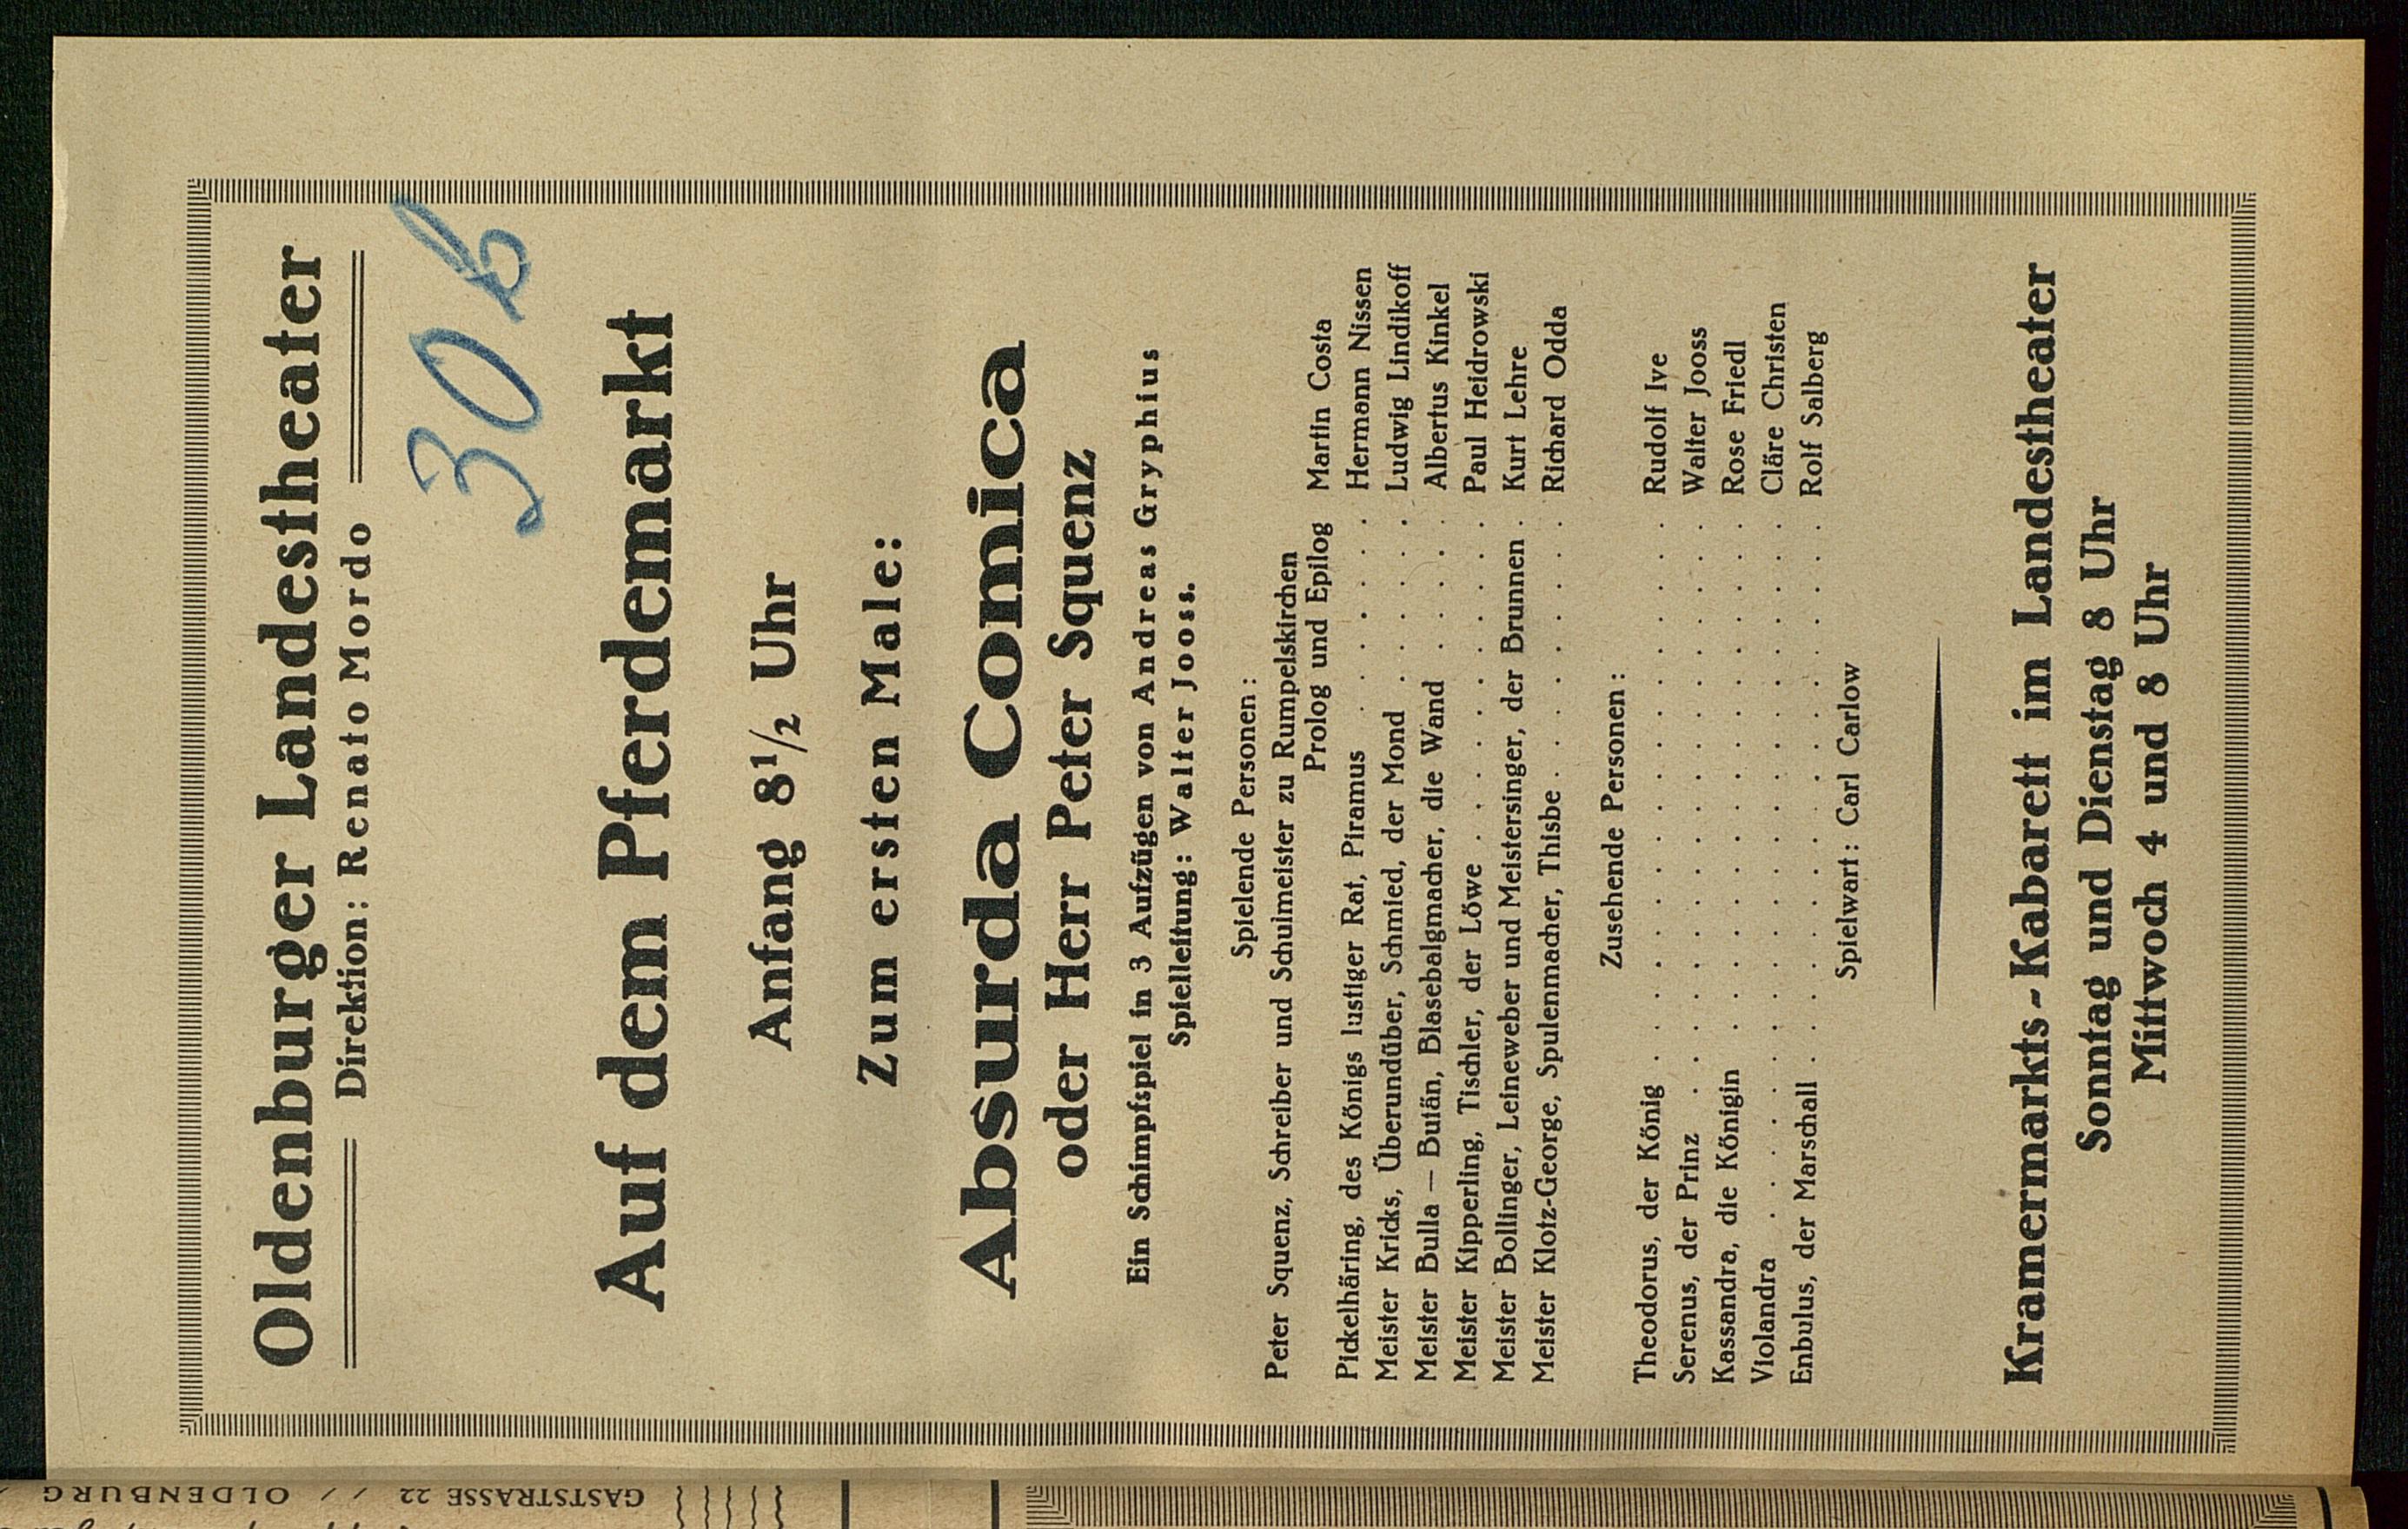 Oldenburger Landestheater
Direktion: Renato Mordo
30
Auf dem Pferdemarkt
Anfang 8½ Uhr
Zum ersten Male:
Absurda Comica
oder Herr Peter Squenz
Ein Schimpfspiel in 3 Aufzügen von Andreas Gryphius
Spielleitung: Walter Jooss.
Spielende Personen:
Peter Squenz, Schreiber und Schulmeister zu Rumpelskirchen
Prolog und Epilog Martin Costa
Pickelhäring, des Königs lustiger Rat, Piramus . . . . . . Hermann Nissen
Meister Kricks, Überundüber, Schmied, der Mond . . . . . Ludwig Lindikoff
Meister Bulla — Butän, Blasebalgmacher, die Wand . . . . . Albertus Kinkel
Meister Kipperling, Tischler, der Löwe . . . . . . . . . Paul Heidrowski
Meister Bollinger, Leineweber und Meistersinger, der Brunnen . Kurt Lehre
Meister Klotz-George, Spulenmacher, Thisbe . . . . . . . Richard Odda
Zusehende Personen:
Theodorus, der König . . . . . . . . . . . . . . Rudolf Ive
Serenus, der Prinz . . . . . . . . . . . . . . . Walter Jooss
Kassandra, die Königin . . . . . . . . . . . . . Rose Friedl
Violandra . . . . . . . . . . . . . . . . . . Cläre Christen
Enbulus, der Marschall . . . . . . . . . . . . . . Rolf Salberg
Spielwart: Carl Carlow
Kramermarkts-Kabarett im Landestheater
Sonntag und Dienstag 8 Uhr
Mittwoch 4 und 8 Uhr
GASTSTRASSE 22 // OLDENBURG